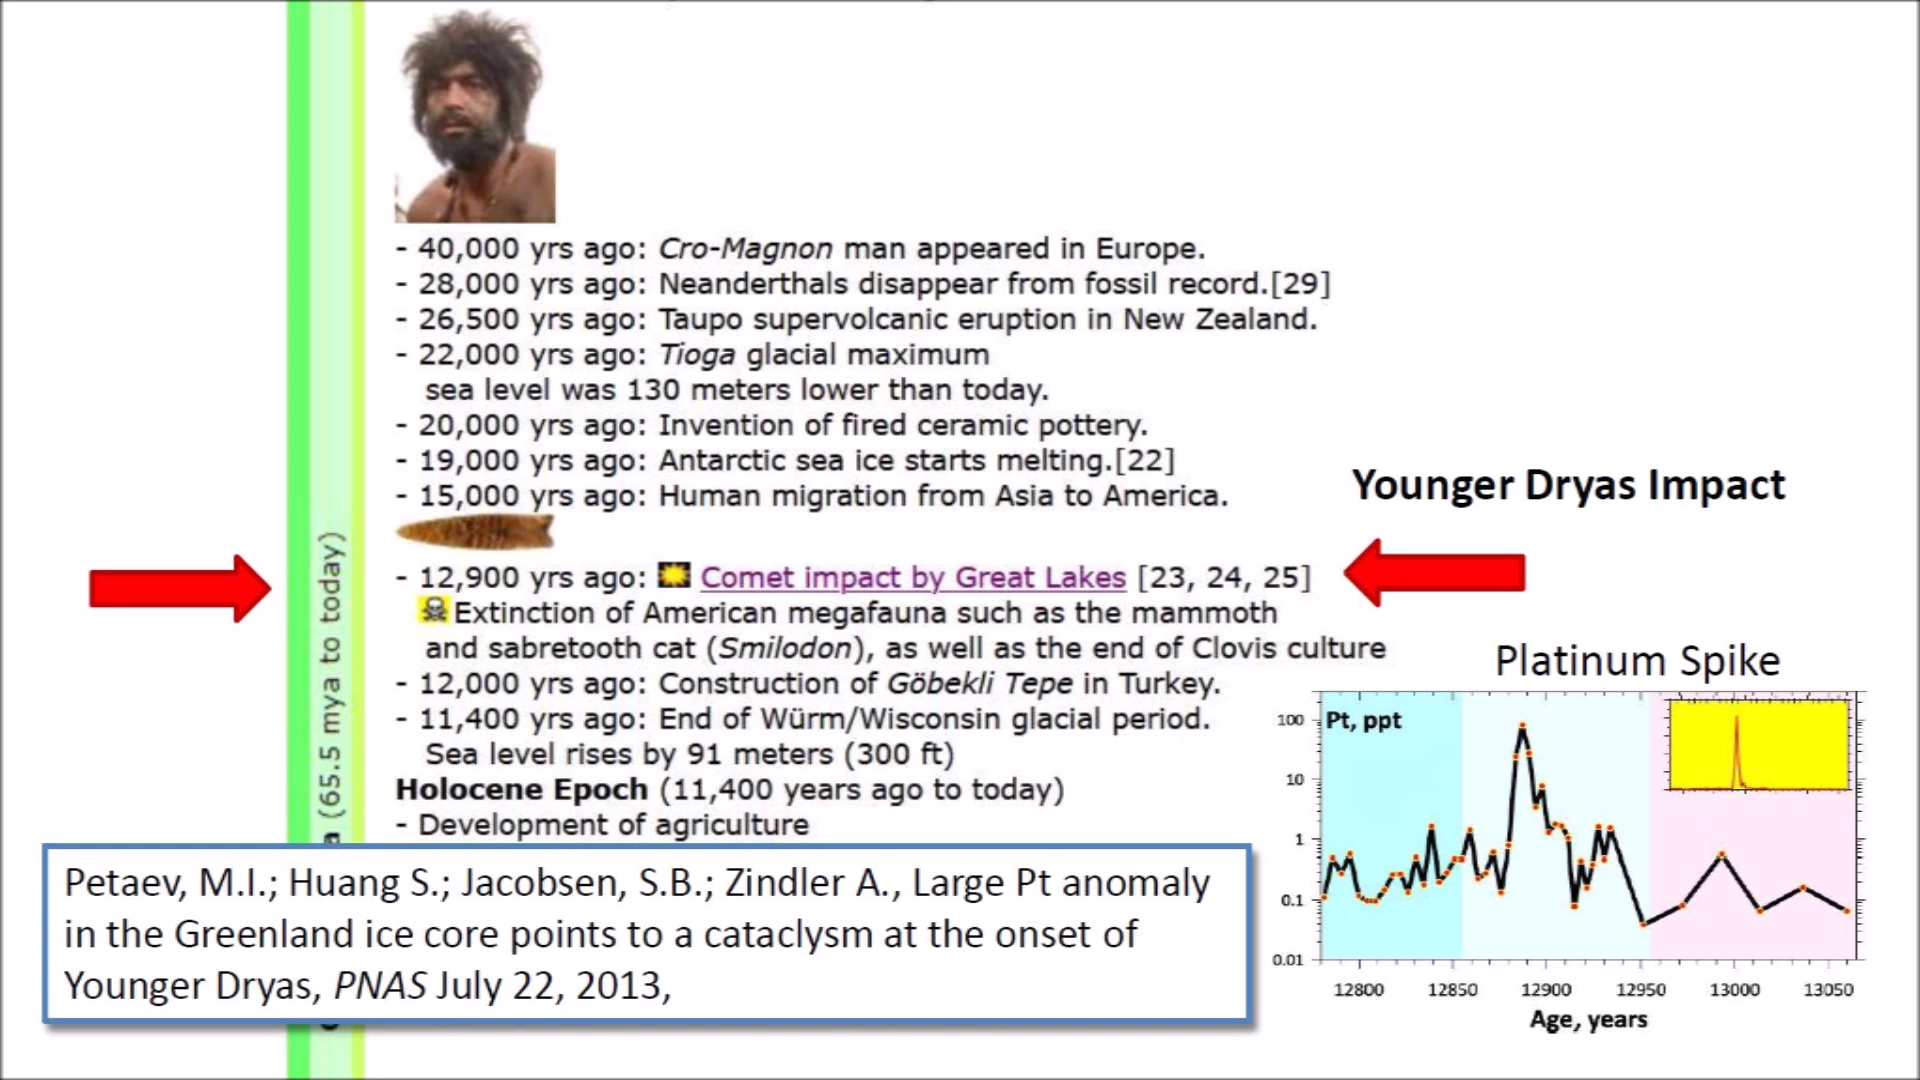 - 40,000 yrs ago: Cro-Magnon man appeared in Europe.
- 28,000 yrs ago: Neanderthals disappear from fossil record.[29]
- 26,500 yrs ago: Taupo supervolcanic eruption in New Zealand.
- 22,000 yrs ago: Tioga glacial maximum
sea level was 130 meters lower than today.
- 20,000 yrs ago: Invention of fired ceramic pottery.
- 19,000 yrs ago: Antarctic sea ice starts melting.[22]
- 15,000 yrs ago: Human migration from Asia to America.
Younger Dryas Impact
- 12,900 yrs ago: Comet impact by Great Lakes [23, 24, 25]
Extinction of American megafauna such as the mammoth
and sabretooth cat (Smilodon), as well as the end of Clovis culture
- 12,000 yrs ago: Construction of Göbekli Tepe in Turkey.
- 11,400 yrs ago: End of Würm/Wisconsin glacial period.
Sea level rises by 91 meters (300 ft)
Holocene Epoch (11,400 years ago to today)
- Development of agriculture
a (65.5 mya to today)
Petaev, M.I.; Huang S.; Jacobsen, S.B.; Zindler A., Large Pt anomaly
in the Greenland ice core points to a cataclysm at the onset of
Younger Dryas, PNAS July 22, 2013,
Platinum Spike
Pt, ppt
100
10
1
0.1
0.01
12800 12850 12900 12950 13000 13050
Age, years